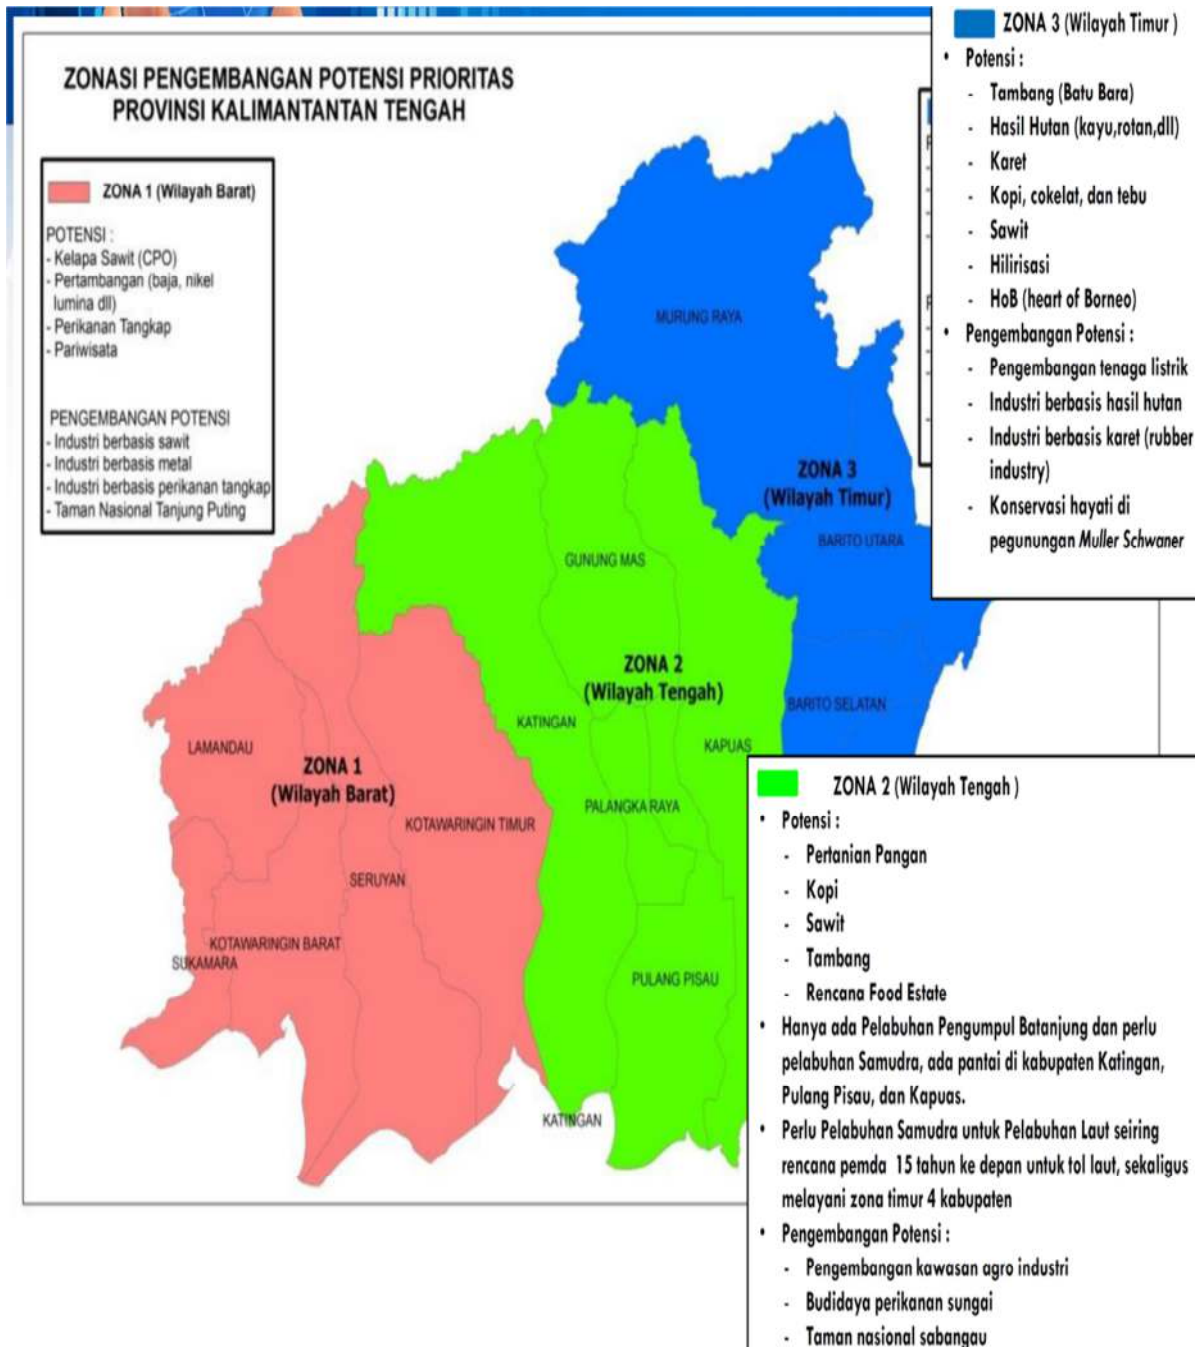 ZONASI PENGEMBANGAN POTENSI PRIORITAS
PROVINSI KALIMANTANTAN TENGAH
ZONA 1 (Wilayah Barat)
POTENSI :
- Kelapa Sawit (CPO)
- Pertambangan (baja, nikel
lumina dll)
- Perikanan Tangkap
- Pariwisata
PENGEMBANGAN POTENSI
- Industri berbasis sawit
- Industri berbasis metal
- Industri berbasis perikanan tangkap
- Taman Nasional Tanjung Puting
ZONA 3 (Wilayah Timur )
• Potensi :
- Tambang (Batu Bara)
- Hasil Hutan (kayu,rotan,dll)
- Karet
- Kopi, cokelat, dan tebu
- Sawit
- Hilirisasi
- HoB (heart of Borneo)
• Pengembangan Potensi :
- Pengembangan tenaga listrik
- Industri berbasis hasil hutan
- Industri berbasis karet (rubber
industry)
- Konservasi hayati di
pegunungan Muller Schwaner
MURUNG RAYA
ZONA 3
(Wilayah Timur)
BARITO UTARA
GUNUNG MAS
ZONA 2
(Wilayah Tengah)
BARITO SELATAN
KATINGAN
KAPUAS
LAMANDAU
ZONA 1
(Wilayah Barat)
PALANGKA RAYA
KOTAWARINGIN TIMUR
SERUYAN
KOTAWARINGIN BARAT
SUKAMARA
PULANG PISAU
KATINGAN
ZONA 2 (Wilayah Tengah )
• Potensi :
- Pertanian Pangan
- Kopi
- Sawit
- Tambang
- Rencana Food Estate
• Hanya ada Pelabuhan Pengumpul Batanjung dan perlu
pelabuhan Samudra, ada pantai di kabupaten Katingan,
Pulang Pisau, dan Kapuas.
• Perlu Pelabuhan Samudra untuk Pelabuhan Laut seiring
rencana pemda 15 tahun ke depan untuk tol laut, sekaligus
melayani zona timur 4 kabupaten
• Pengembangan Potensi :
- Pengembangan kawasan agro industri
- Budidaya perikanan sungai
- Taman nasional sabangau